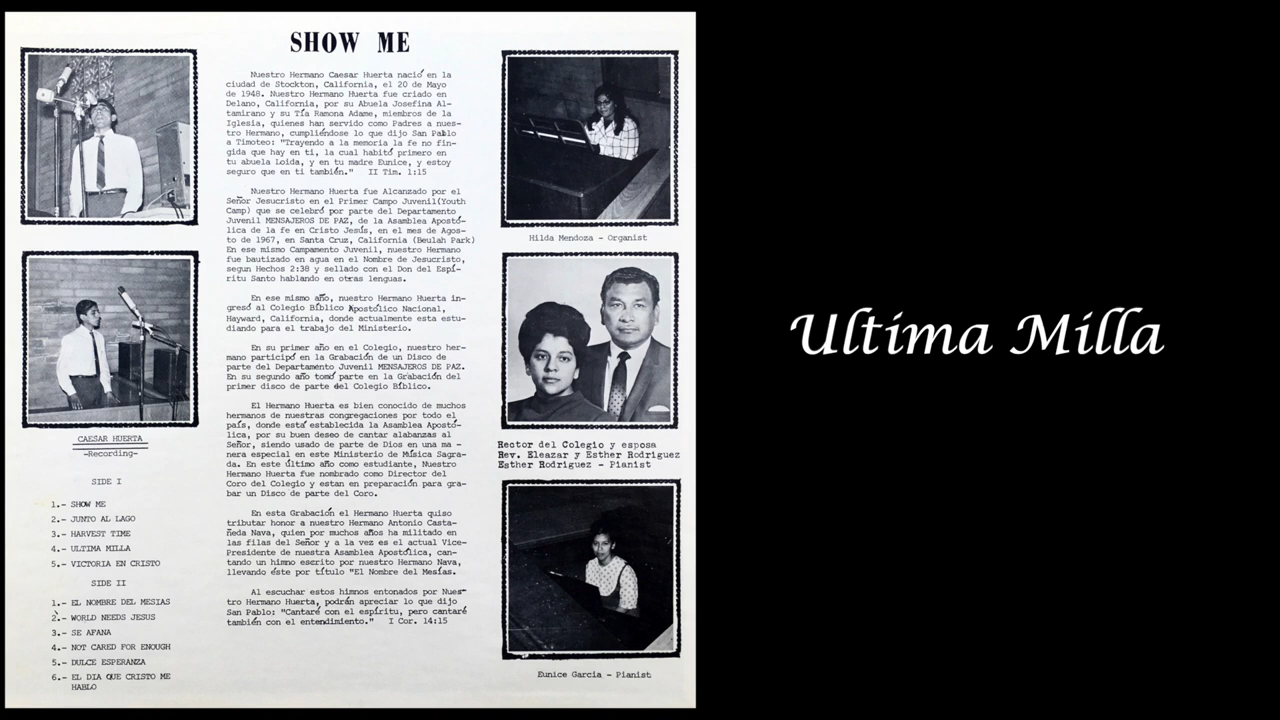 SHOW ME
Nuestro Hermano Caesar Huerta nació en la
ciudad de Stockton, California, el 20 de Mayo
de 1948. Nuestro Hermano Huerta fue criado en
Delano, California, por su Abuela Josefina Al-
tamirano y su Tía Ramona Adame, miembros de la
Iglesia, quienes han servido como Padres a nues-
tro Hermano, cumpliéndose lo que dijo San Pablo
a Timoteo: "Trayendo a la memoria la fe no fin-
gida que hay en ti, la cual habitó primero en
tu abuela Loida, y en tu madre Eunice, y estoy
seguro que en ti también." II Tim. 1:15
Nuestro Hermano Huerta fue Alcanzado por el
Señor Jesucristo en el Primer Campo Juvenil(Youth
Camp) que se celebró por parte del Departamento
Juvenil MENSAJEROS DE PAZ, de la Asamblea Apostó-
lica de la fe en Cristo Jesús, en el mes de Agos-
to de 1967, en Santa Cruz, California (Beulah Park)
En ese mismo Campamento Juvenil, nuestro Hermano
fue bautizado en agua en el Nombre de Jesucristo,
segun Hechos 2:38 y sellado con el Don del Espí-
ritu Santo hablando en otras lenguas.
En ese mismo año, nuestro Hermano Huerta in-
gresó al Colegio Bíblico Apostólico Nacional,
Hayward, California, donde actualmente esta estu-
diando para el trabajo del Ministerio.
En su primer año en el Colegio, nuestro her-
mano participó en la Grabación de un Disco de
parte del Departamento Juvenil MENSAJEROS DE PAZ.
En su segundo año tomó parte en la Grabación del
primer disco de parte del Colegio Bíblico.
El Hermano Huerta es bien conocido de muchos
hermanos de nuestras congregaciones por todo el
país, donde está establecida la Asamblea Apostó-
lica, por su buen deseo de cantar alabanzas al
Señor, siendo usado de parte de Dios en una ma -
nera especial en este Ministerio de Música Sagra-
da. En este último año como estudiante, Nuestro
Hermano Huerta fue nombrado como Director del
Coro del Colegio y estan en preparación para gra-
bar un Disco de parte del Coro.
En esta Grabación el Hermano Huerta quiso
tributar honor a nuestro Hermano Antonio Casta-
ñeda Nava, quien por muchos años ha militado en
las filas del Señor y a la vez es el actual Vice-
Presidente de nuestra Asamblea Apostólica, can-
tando un himno escrito por nuestro Hermano Nava,
llevando éste por título "El Nombre del Mesías.
Al escuchar estos himnos entonados por Nues-
tro Hermano Huerta, podrán apreciar lo que dijo
San Pablo: "Cantaré con el espíritu, pero cantaré
también con el entendimiento." I Cor. 14:15
CAESAR HUERTA
-Recording-
SIDE I
1.- SHOW ME
2.- JUNTO AL LAGO
3.- HARVEST TIME
4.- ULTIMA MILLA
5.- VICTORIA EN CRISTO
SIDE II
1.- EL NOMBRE DEL MESIAS
2.- WORLD NEEDS JESUS
3.- SE AFANA
4.- NOT CARED FOR ENOUGH
5.- DULCE ESPERANZA
6.- EL DIA QUE CRISTO ME
HABLO
Hilda Mendoza - Organist
Rector del Colegio y esposa
Rev. Eleazar y Esther Rodriguez
Esther Rodriguez - Pianist
Eunice Garcia - Pianist
Ultima Milla